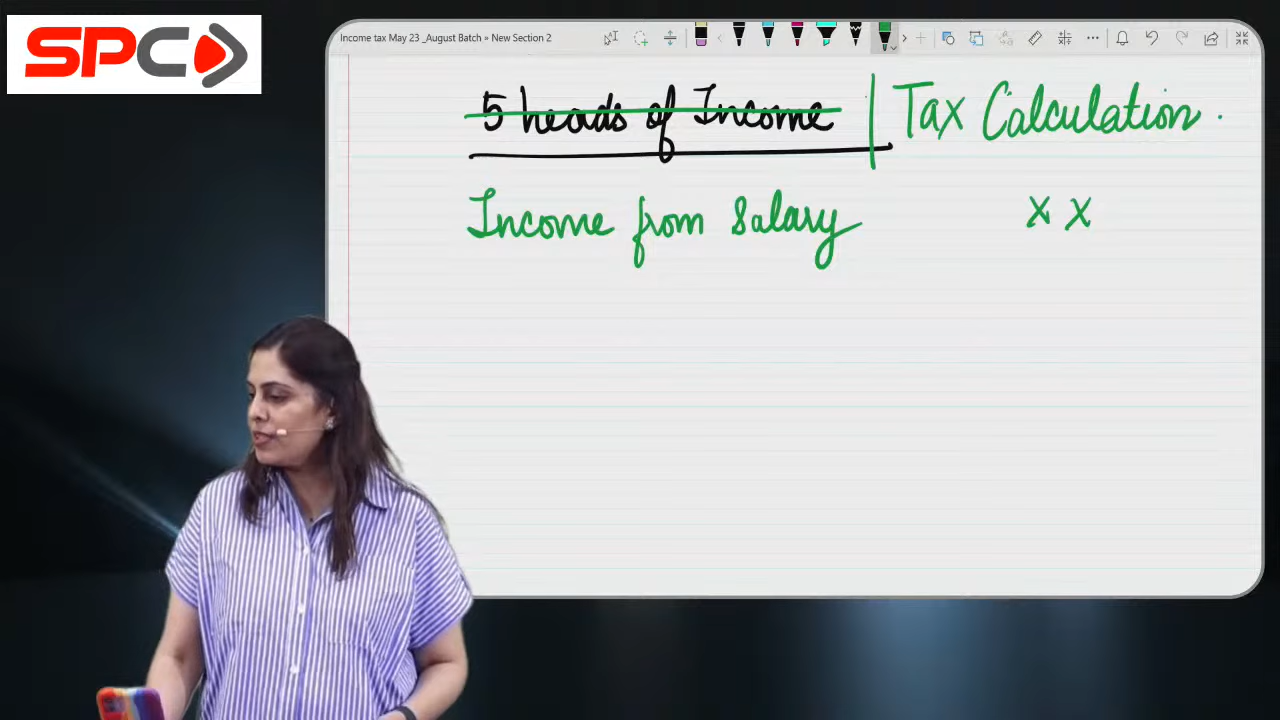 SPC
Income tax May 23 _August Batch » New Section 2
5 heads of Income | Tax Calculation.
Income from Salary x x